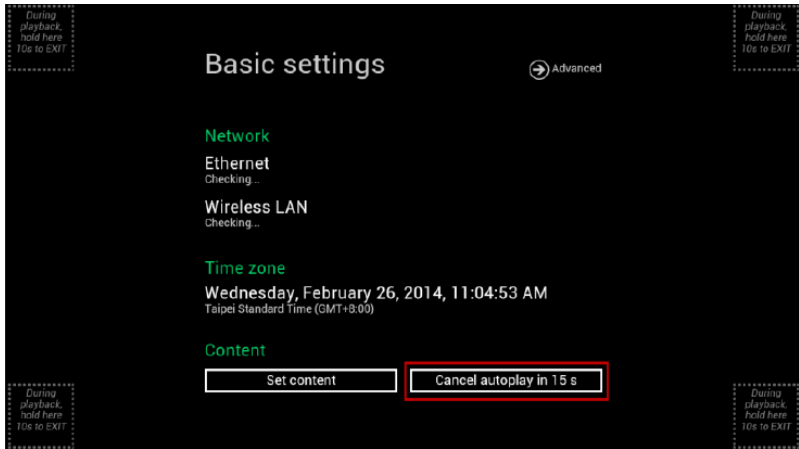 During
playback,
hold here
10s to EXIT
During
playback,
hold here
10s to EXIT
Basic settings
Advanced
Network
Ethernet
Checking...
Wireless LAN
Checking...
Time zone
Wednesday, February 26, 2014, 11:04:53 AM
Taipei Standard Time (GMT+8:00)
Content
Set content
Cancel autoplay in 15 s
During
playback,
hold here
10s to EXIT
During
playback,
hold here
10s to EXIT